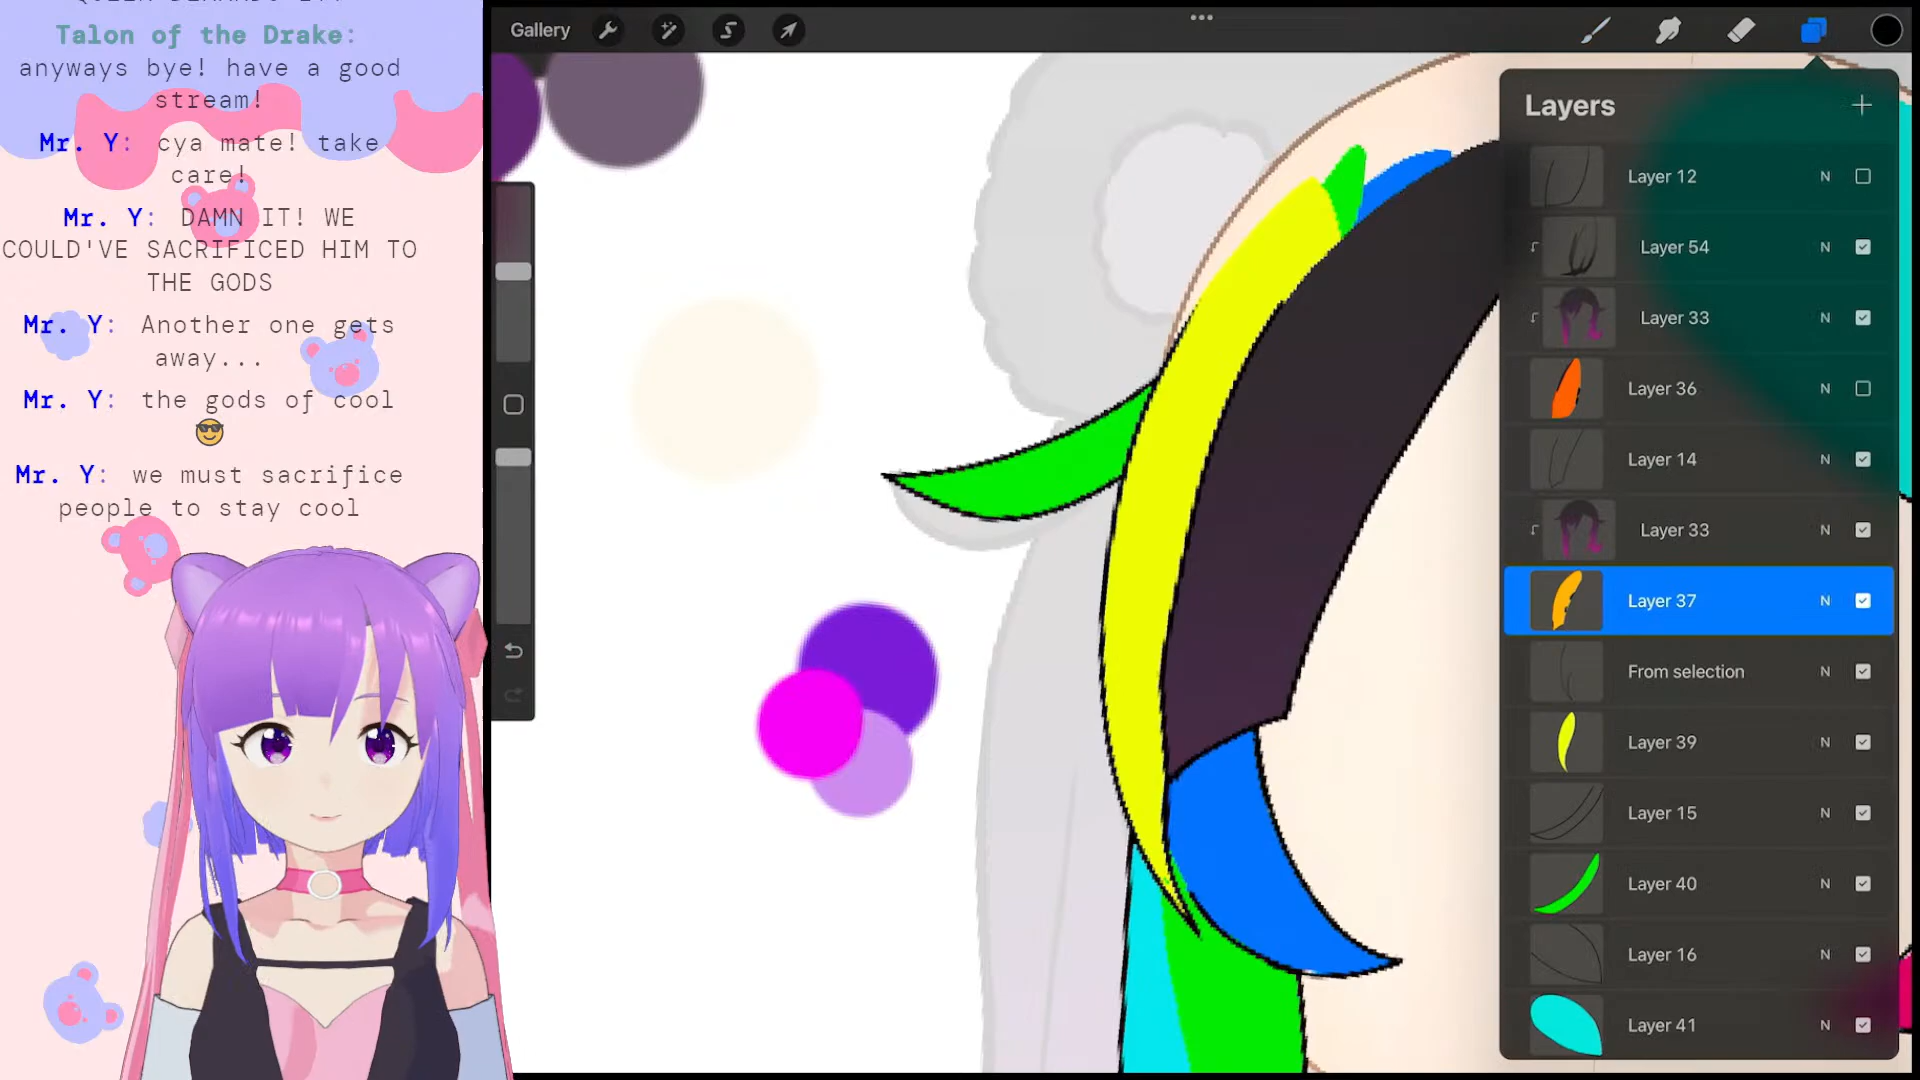 QUEEN DEMANDS IT!
Talon of the Drake:
anyways bye! have a good
stream!
Mr. Y: cya mate! take
care!
Mr. Y: DAMN IT! WE
COULD'VE SACRIFICED HIM TO
THE GODS
Mr. Y: Another one gets
away...
Mr. Y: the gods of cool
😎
Mr. Y: we must sacrifice
people to stay cool
Gallery
Layers
Layer 12 N
Layer 54 N
Layer 33 N
Layer 36 N
Layer 14 N
Layer 33 N
Layer 37 N
From selection N
Layer 39 N
Layer 15 N
Layer 40 N
Layer 16 N
Layer 41 N